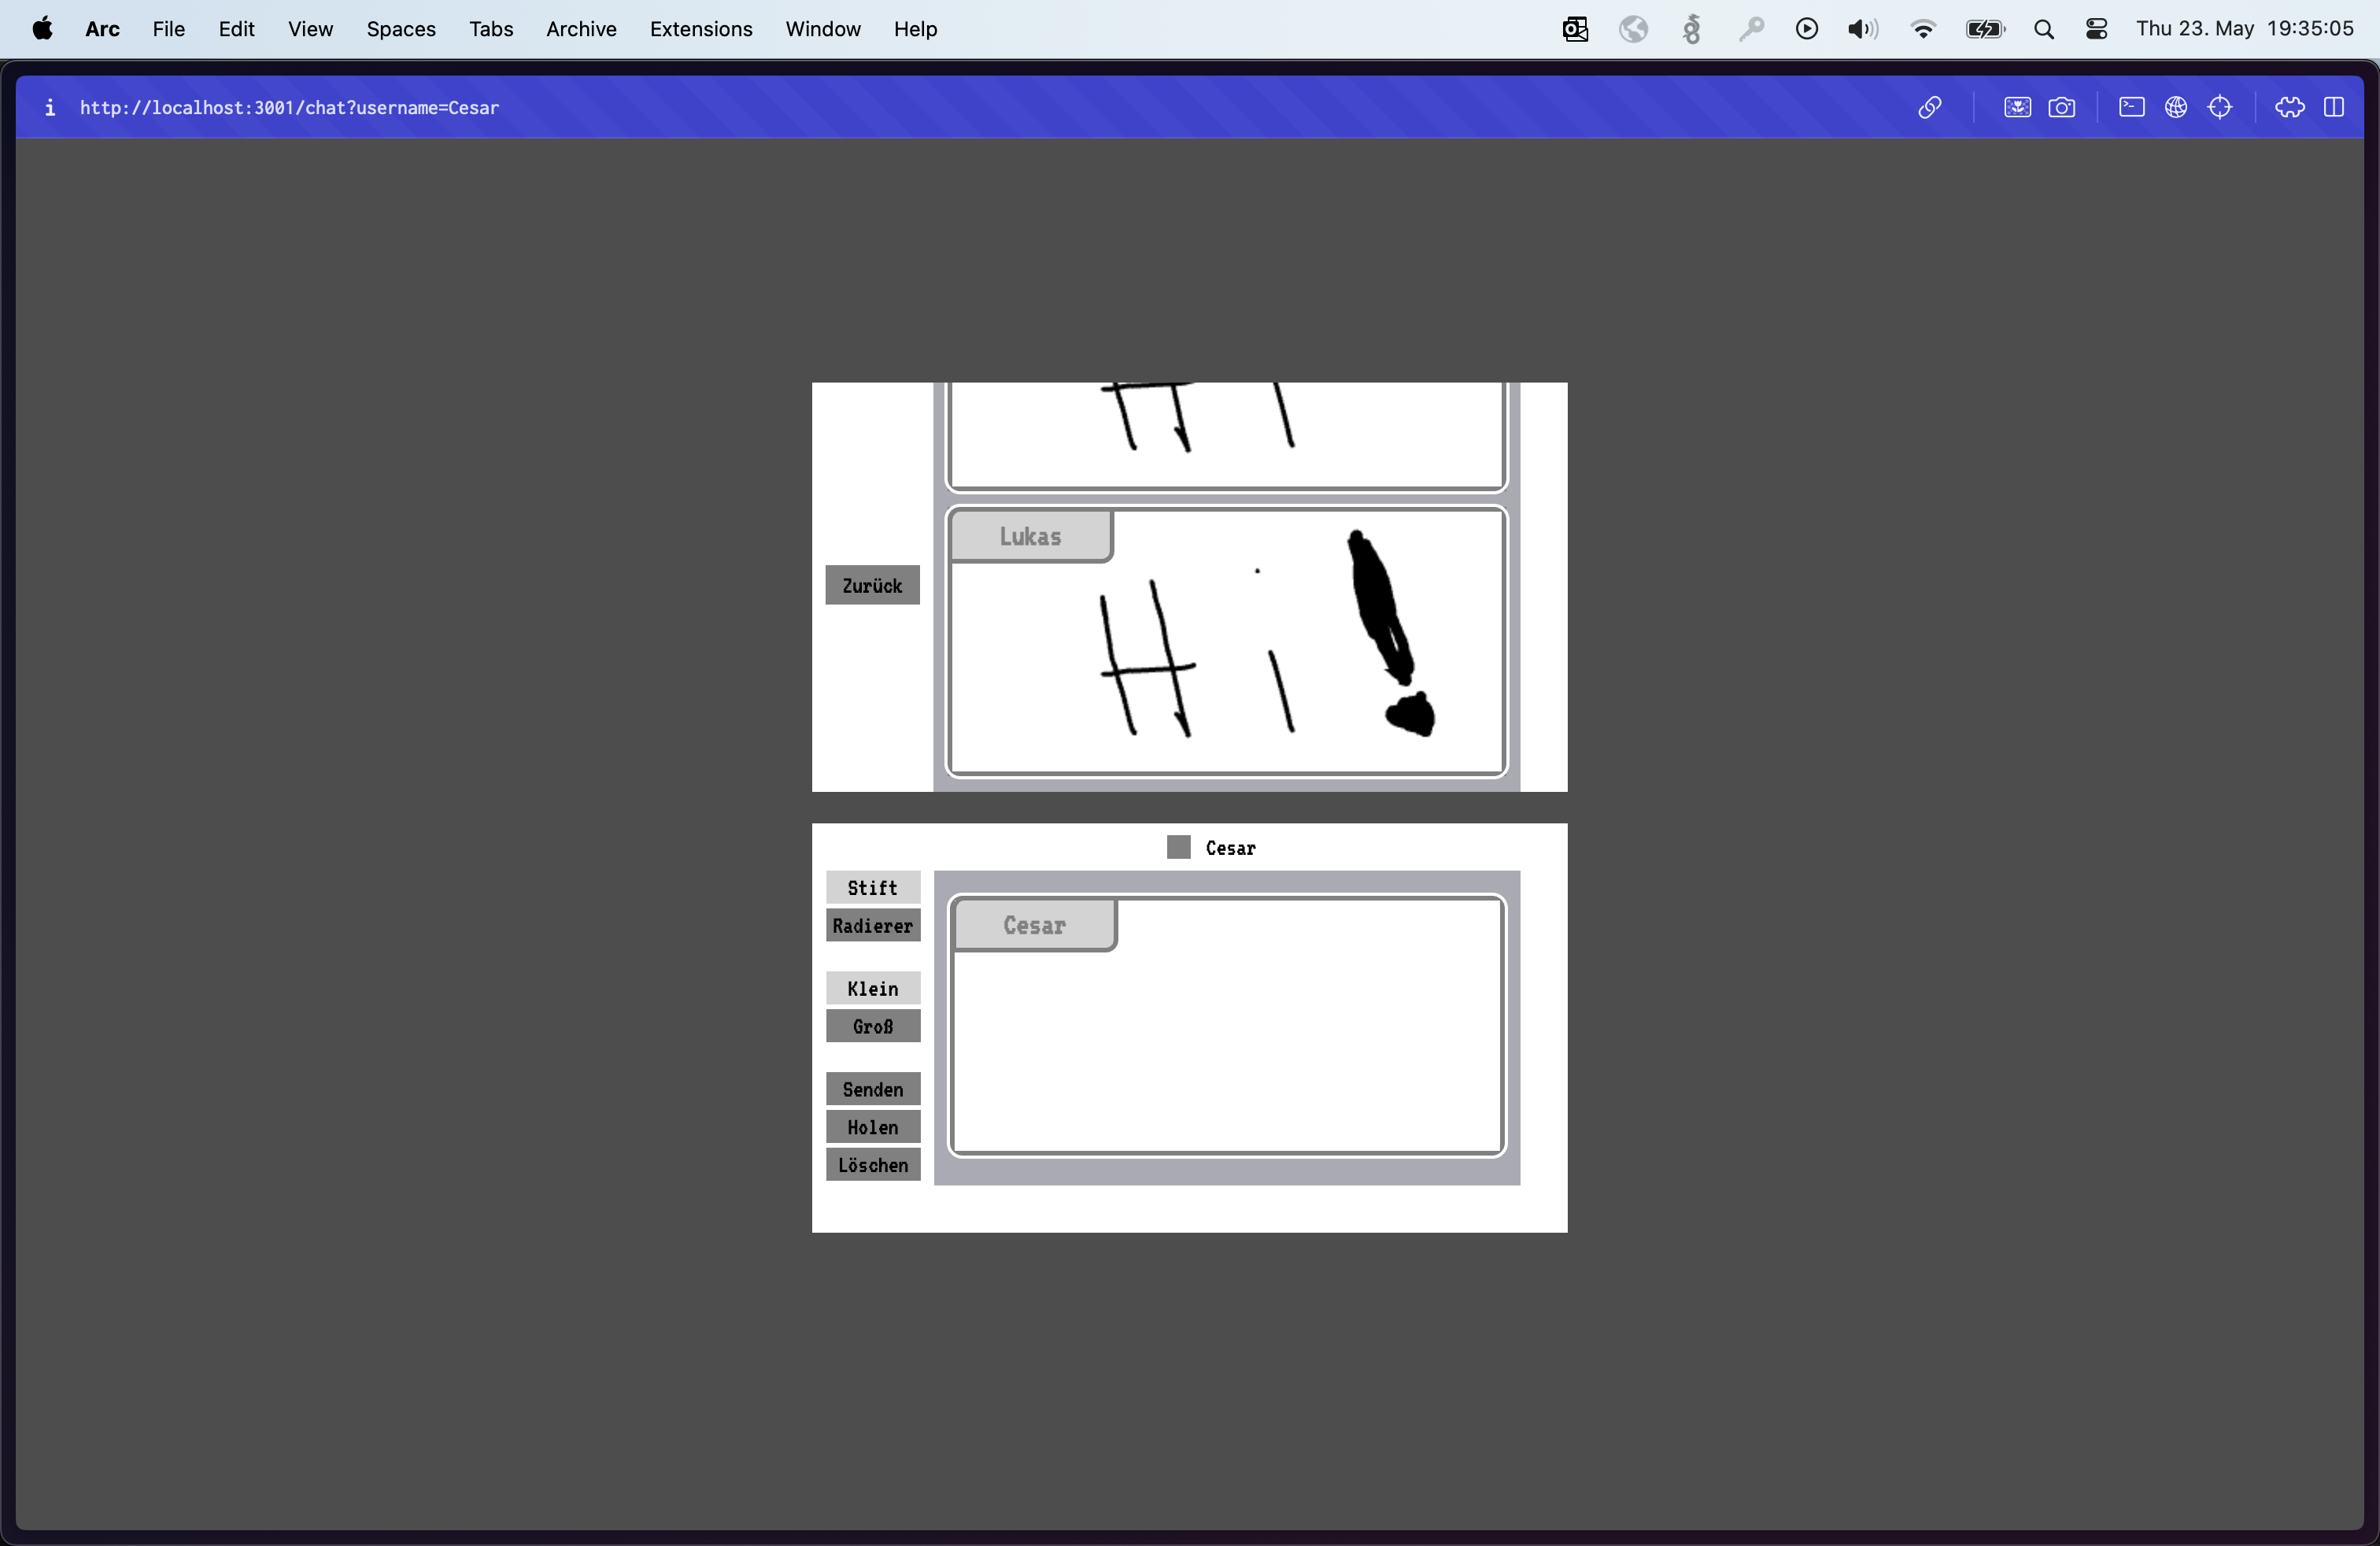 Arc File Edit View Spaces Tabs Archive Extensions Window Help Thu 23. May 19:35:05
http://localhost:3001/chat?username=Cesar
Lukas
Zurück
Hi!
Cesar
Stift
Radierer
Cesar
Klein
Groß
Senden
Holen
Löschen